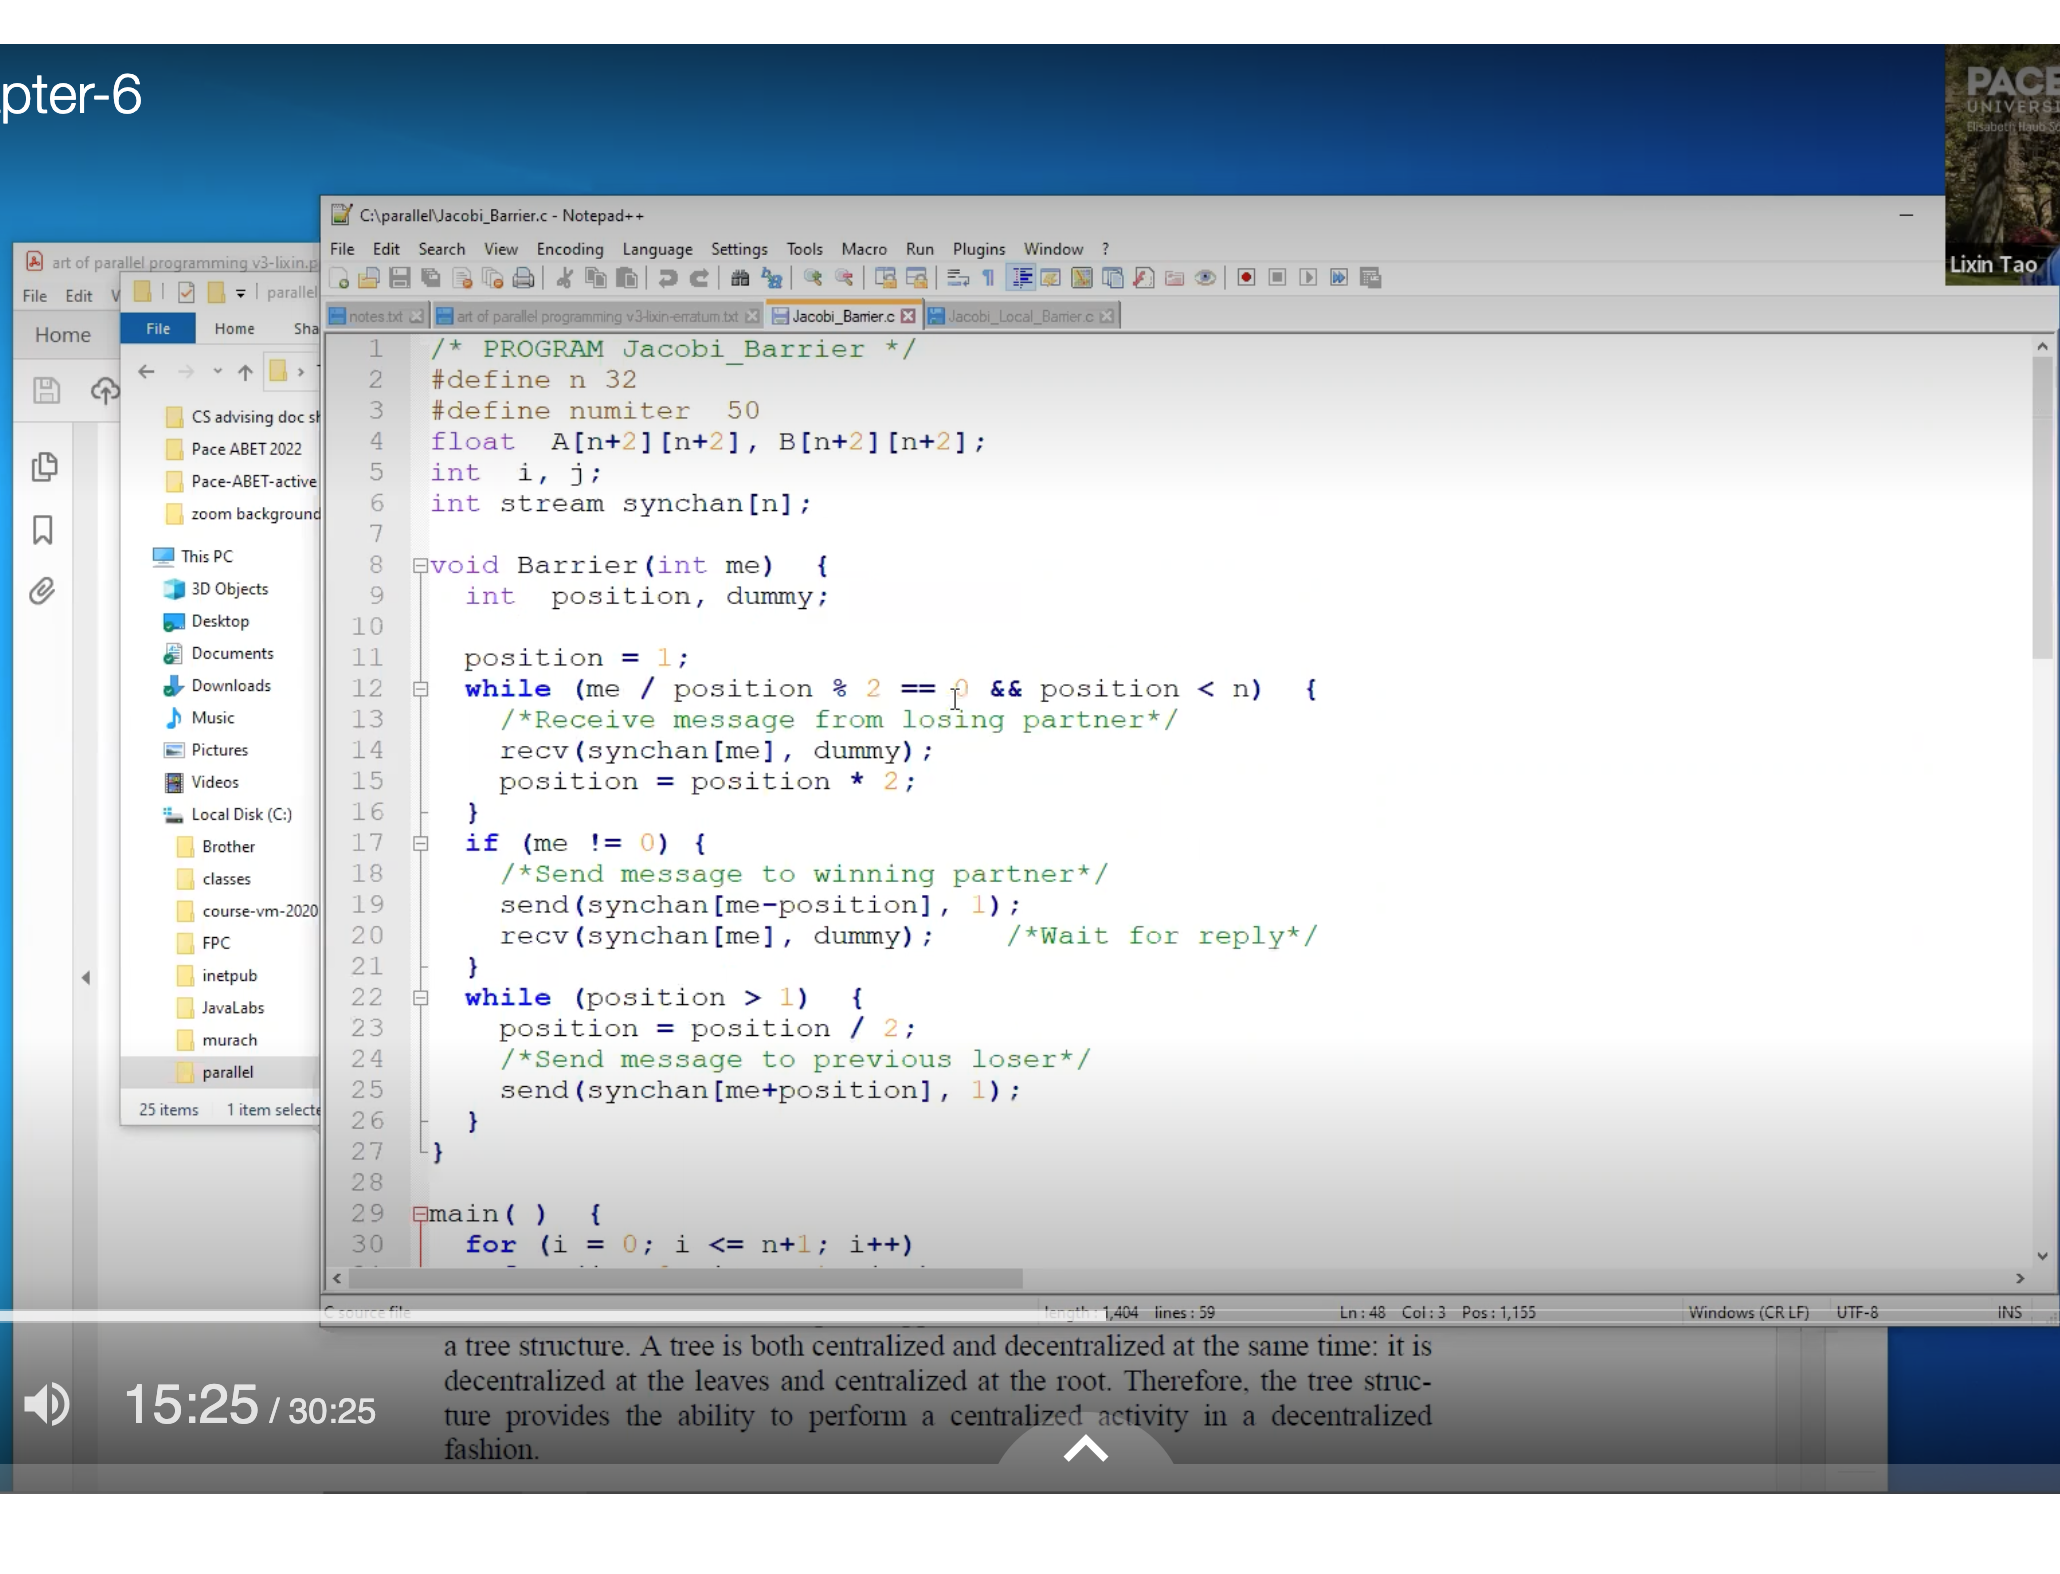 pter-6
PACE
UNIVERSI
Elisabeth Haub Sc
Lixin Tao
C:\parallel\Jacobi_Barrier.c - Notepad++
File Edit Search View Encoding Language Settings Tools Macro Run Plugins Window ?
notes.txt art of parallel programming v3-lixin-erratum.txt Jacobi_Barrier.c Jacobi_Local_Barrier.c
art of parallel programming v3-lixin.p
File Edit V
parallel
Home
File Home Sha
CS advising doc sh
Pace ABET 2022
Pace-ABET-active
zoom background
This PC
3D Objects
Desktop
Documents
Downloads
Music
Pictures
Videos
Local Disk (C:)
Brother
classes
course-vm-2020
FPC
inetpub
JavaLabs
murach
parallel
25 items 1 item selecte
1 /* PROGRAM Jacobi_Barrier */
2 #define n 32
3 #define numiter 50
4 float A[n+2][n+2], B[n+2][n+2];
5 int i, j;
6 int stream synchan[n];
7
8 void Barrier(int me) {
9 int position, dummy;
10
11 position = 1;
12 while (me / position % 2 == 0 && position < n) {
13 /*Receive message from losing partner*/
14 recv(synchan[me], dummy);
15 position = position * 2;
16 }
17 if (me != 0) {
18 /*Send message to winning partner*/
19 send(synchan[me-position], 1);
20 recv(synchan[me], dummy); /*Wait for reply*/
21 }
22 while (position > 1) {
23 position = position / 2;
24 /*Send message to previous loser*/
25 send(synchan[me+position], 1);
26 }
27 }
28
29 main( ) {
30 for (i = 0; i <= n+1; i++)
C source file length : 1,404 lines : 59 Ln : 48 Col : 3 Pos : 1,155 Windows (CR LF) UTF-8 INS
a tree structure. A tree is both centralized and decentralized at the same time: it is
decentralized at the leaves and centralized at the root. Therefore, the tree struc-
ture provides the ability to perform a centralized activity in a decentralized
fashion.
15:25 / 30:25